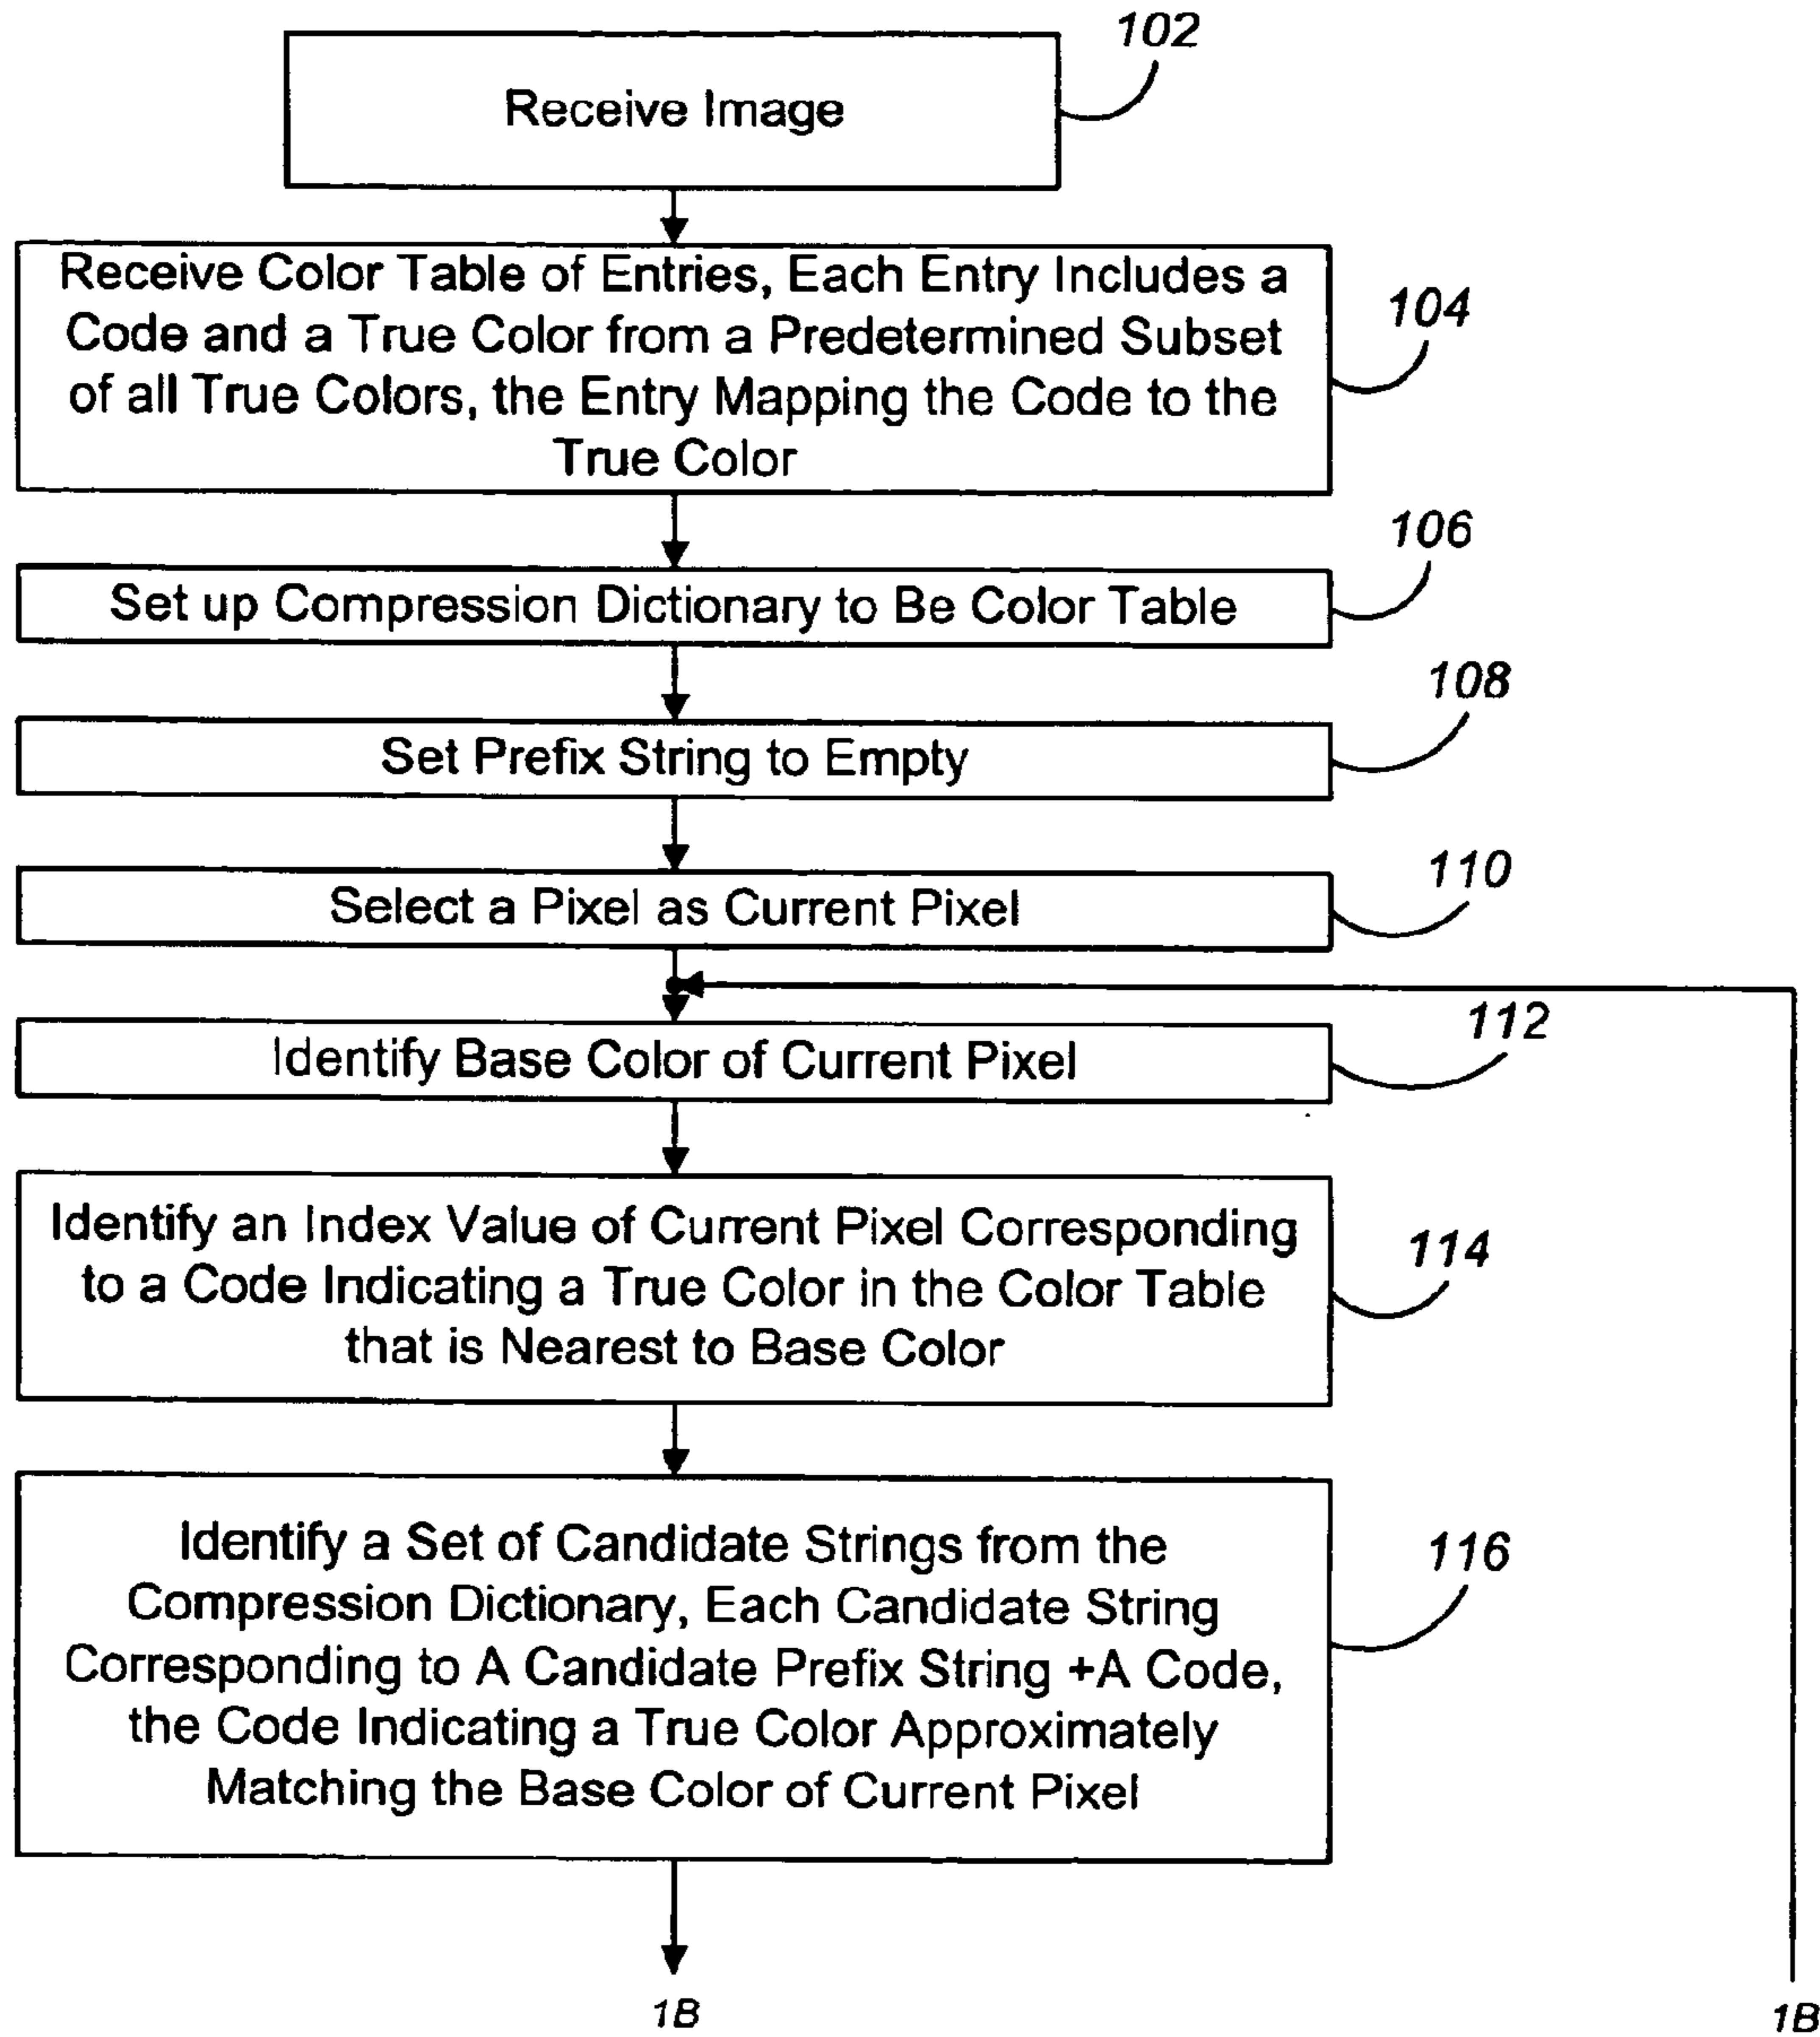 102
Receive Image
Receive Color Table of Entries, Each Entry Includes a
Code and a True Color from a Predetermined Subset
of all True Colors, the Entry Mapping the Code to the
True Color
104
106
Set up Compression Dictionary to Be Color Table
108
Set Prefix String to Empty
110
Select a Pixel as Current Pixel
112
Identify Base Color of Current Pixel
Identify an Index Value of Current Pixel Corresponding
to a Code Indicating a True Color in the Color Table
that is Nearest to Base Color
114
Identify a Set of Candidate Strings from the
Compression Dictionary, Each Candidate String
Corresponding to A Candidate Prefix String +A Code,
the Code Indicating a True Color Approximately
Matching the Base Color of Current Pixel
116
1B
1B